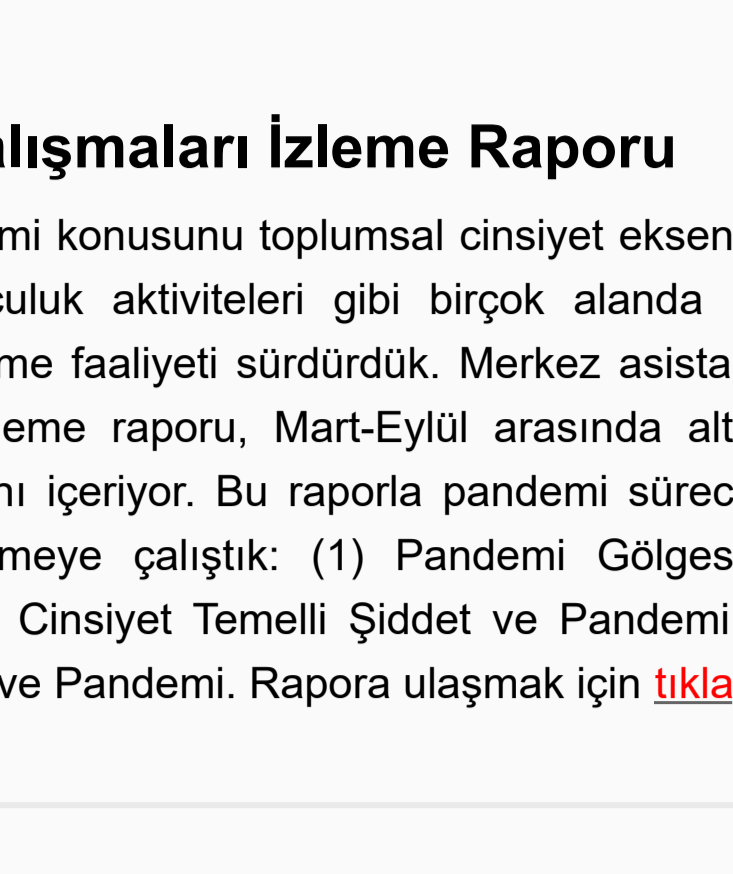 alışmaları İzleme Raporu
mi konusunu toplumsal cinsiyet eksen
culuk aktiviteleri gibi birçok alanda
me faaliyeti sürdürdük. Merkez asista
leme raporu, Mart-Eylül arasında alt
nı içeriyor. Bu raporla pandemi sürec
meye çalıştık: (1) Pandemi Gölges
Cinsiyet Temelli Şiddet ve Pandemi
ve Pandemi. Rapora ulaşmak için tıkla